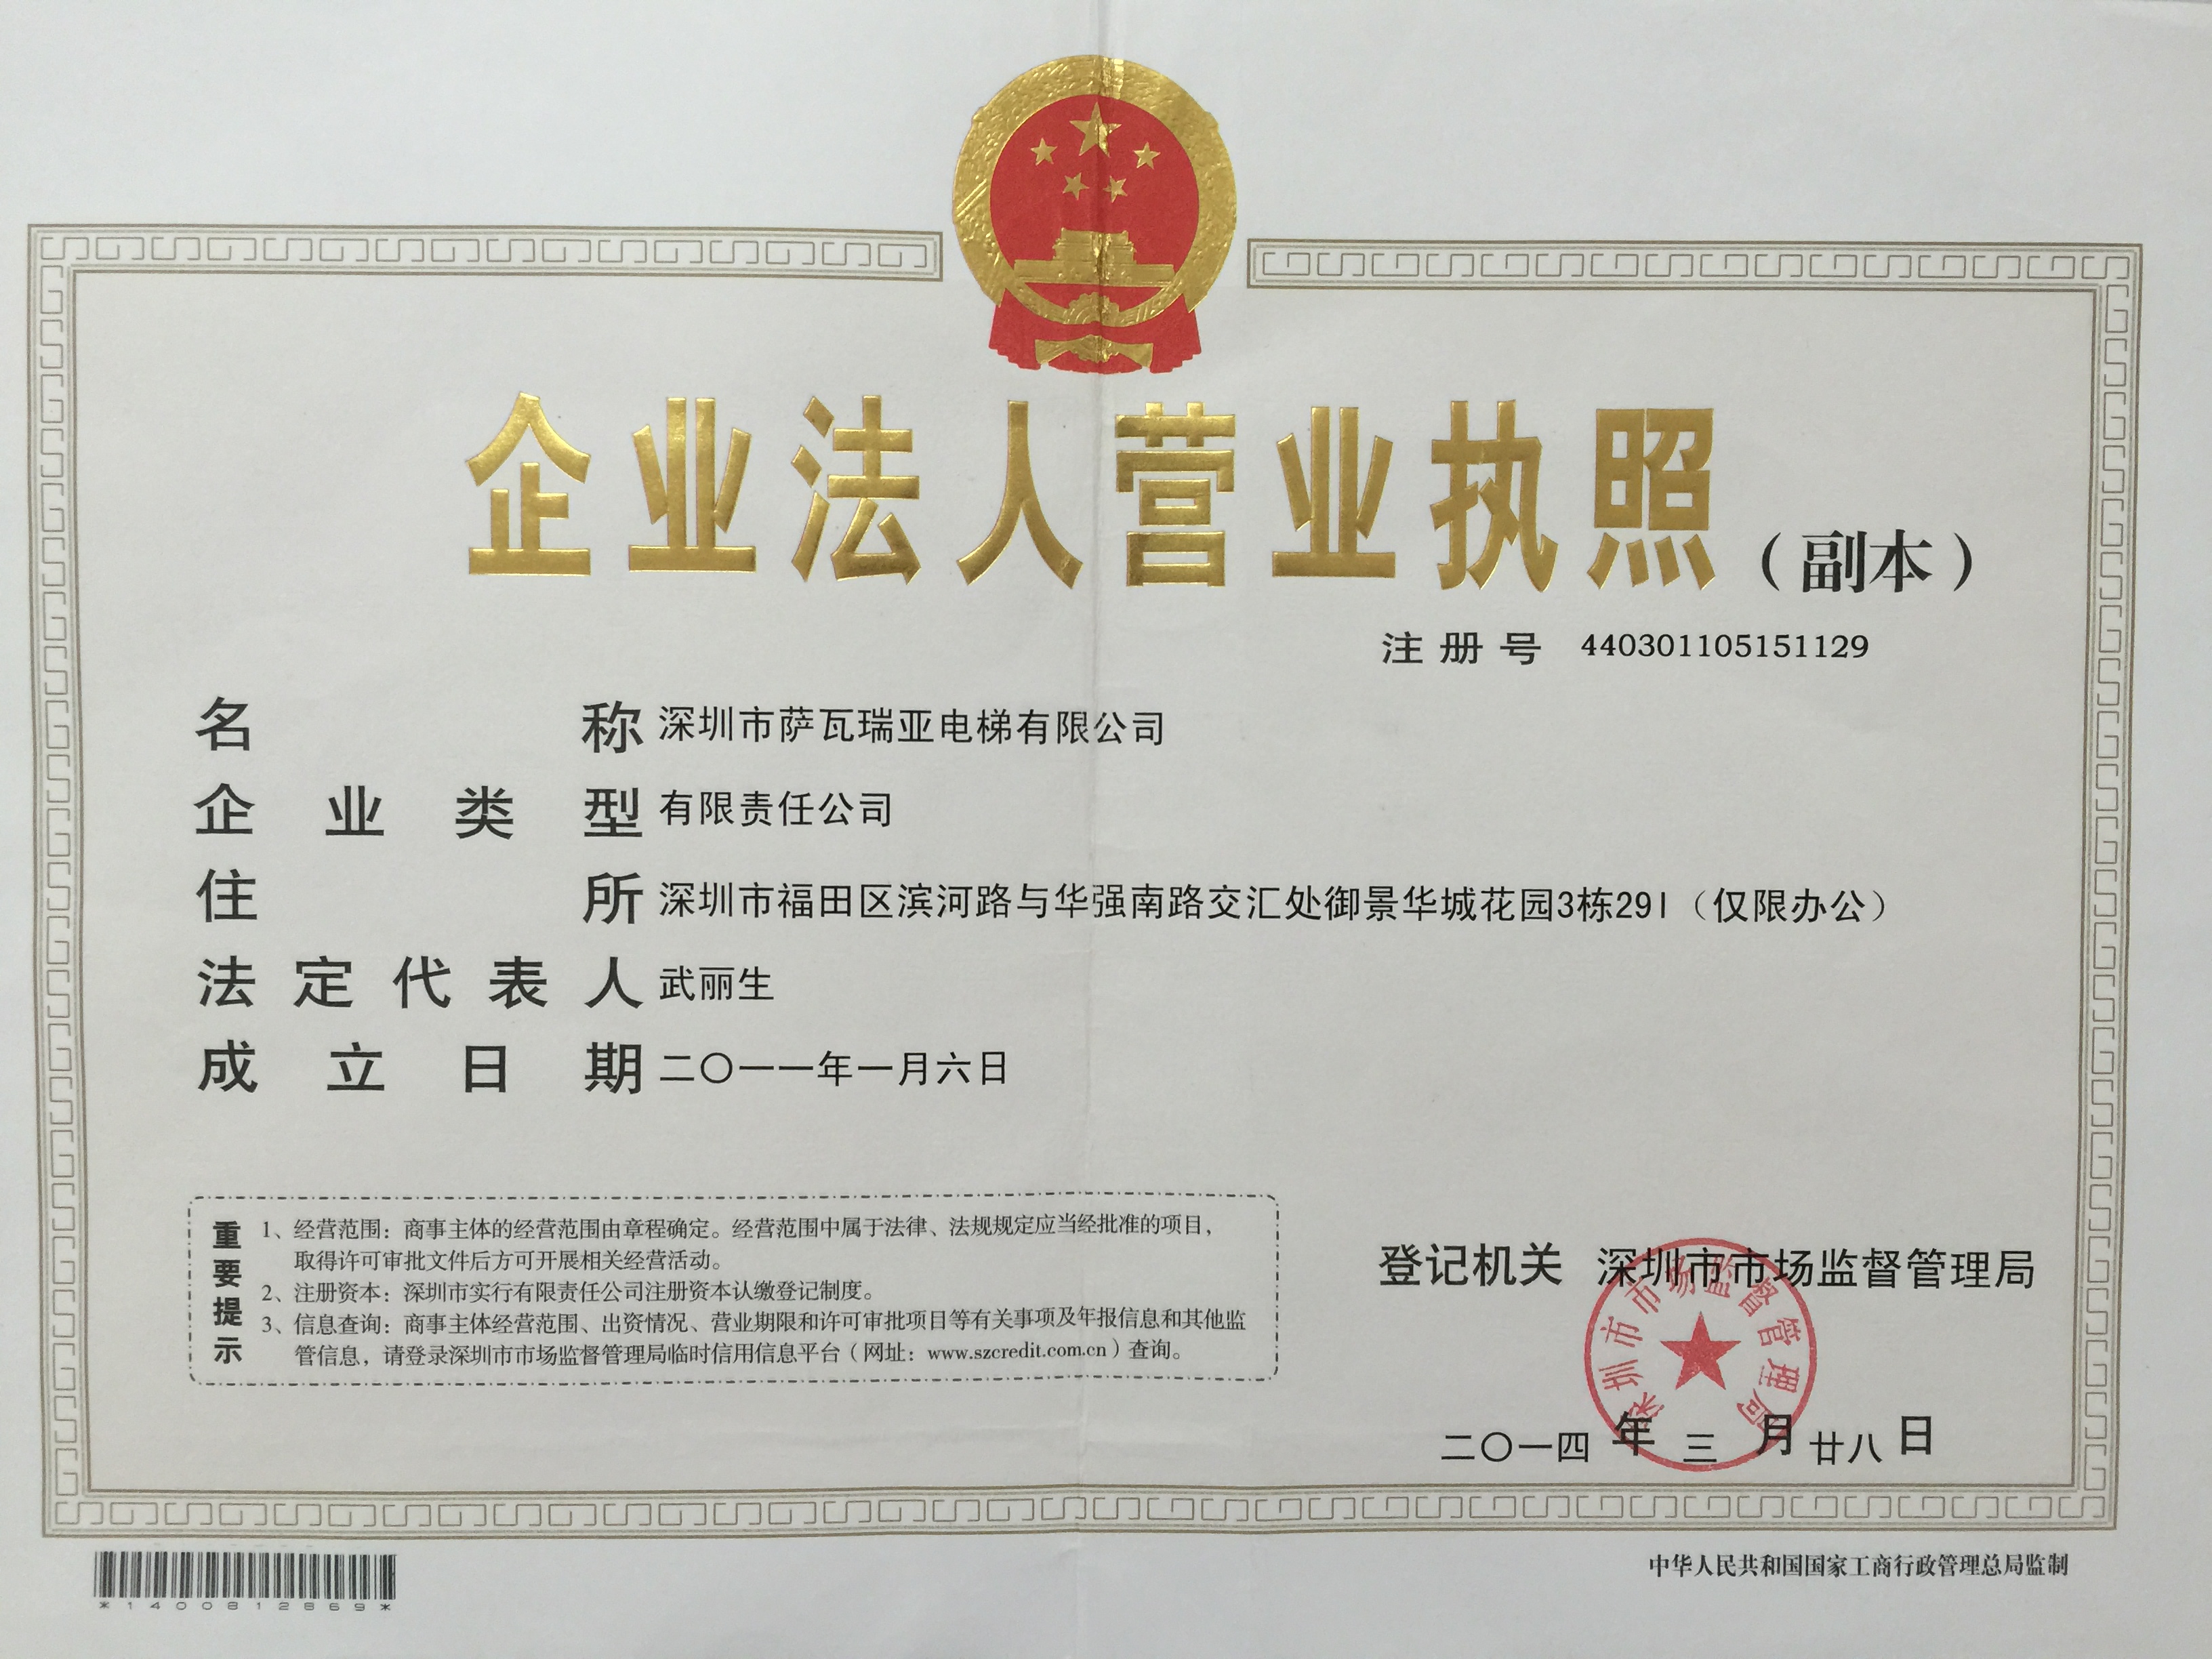 企业法人营业执照（副本）
注册号 440301105151129
名称 深圳市萨瓦瑞亚电梯有限公司
企业类型 有限责任公司
住所 深圳市福田区滨河路与华强南路交汇处御景华城花园3栋29I（仅限办公）
法定代表人 武丽生
成立日期 二〇一一年一月六日
重要提示
1、经营范围：商事主体的经营范围由章程确定。经营范围中属于法律、法规规定应当经批准的项目，
取得许可审批文件后方可开展相关经营活动。
2、注册资本：深圳市实行有限责任公司注册资本认缴登记制度。
3、信息查询：商事主体经营范围、出资情况、营业期限和许可审批项目等有关事项及年报信息和其他监
管信息，请登录深圳市市场监督管理局临时信用信息平台（网址：www.szcredit.com.cn）查询。
登记机关 深圳市市场监督管理局
深圳市市场监督管理局
二〇一四年三月廿八日
*1400812869*
中华人民共和国国家工商行政管理总局监制